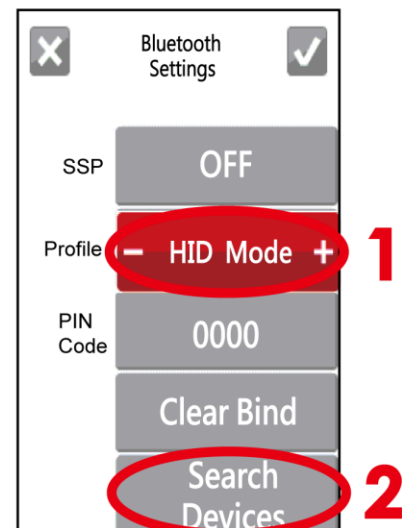 Bluetooth
Settings
SSP
OFF
Profile
– HID Mode +
1
PIN
Code
0000
Clear Bind
Search
Devices
2